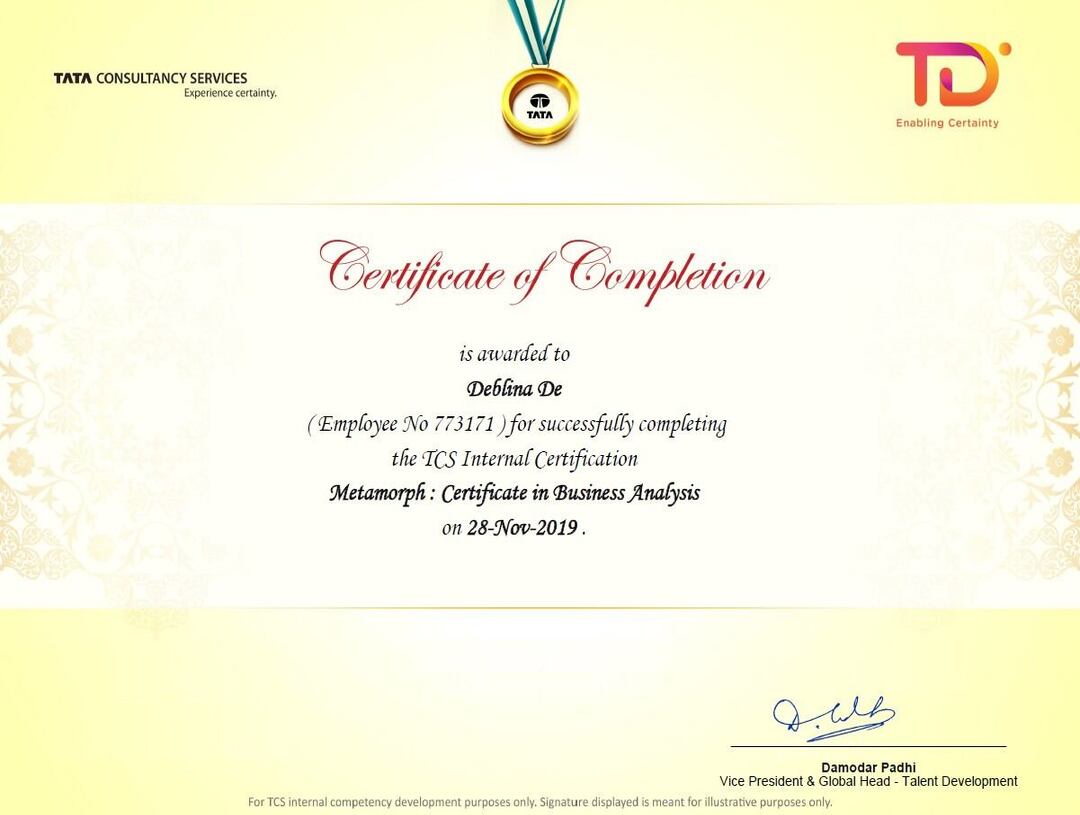 TATA CONSULTANCY SERVICES
Experience certainty.
TATA
TD
Enabling Certainty
Certificate of Completion
is awarded to
Deblina De
( Employee No 773171 ) for successfully completing
the TCS Internal Certification
Metamorph : Certificate in Business Analysis
on 28-Nov-2019 .
Damodar Padhi
Vice President & Global Head - Talent Development
For TCS internal competency development purposes only. Signature displayed is meant for illustrative purposes only.